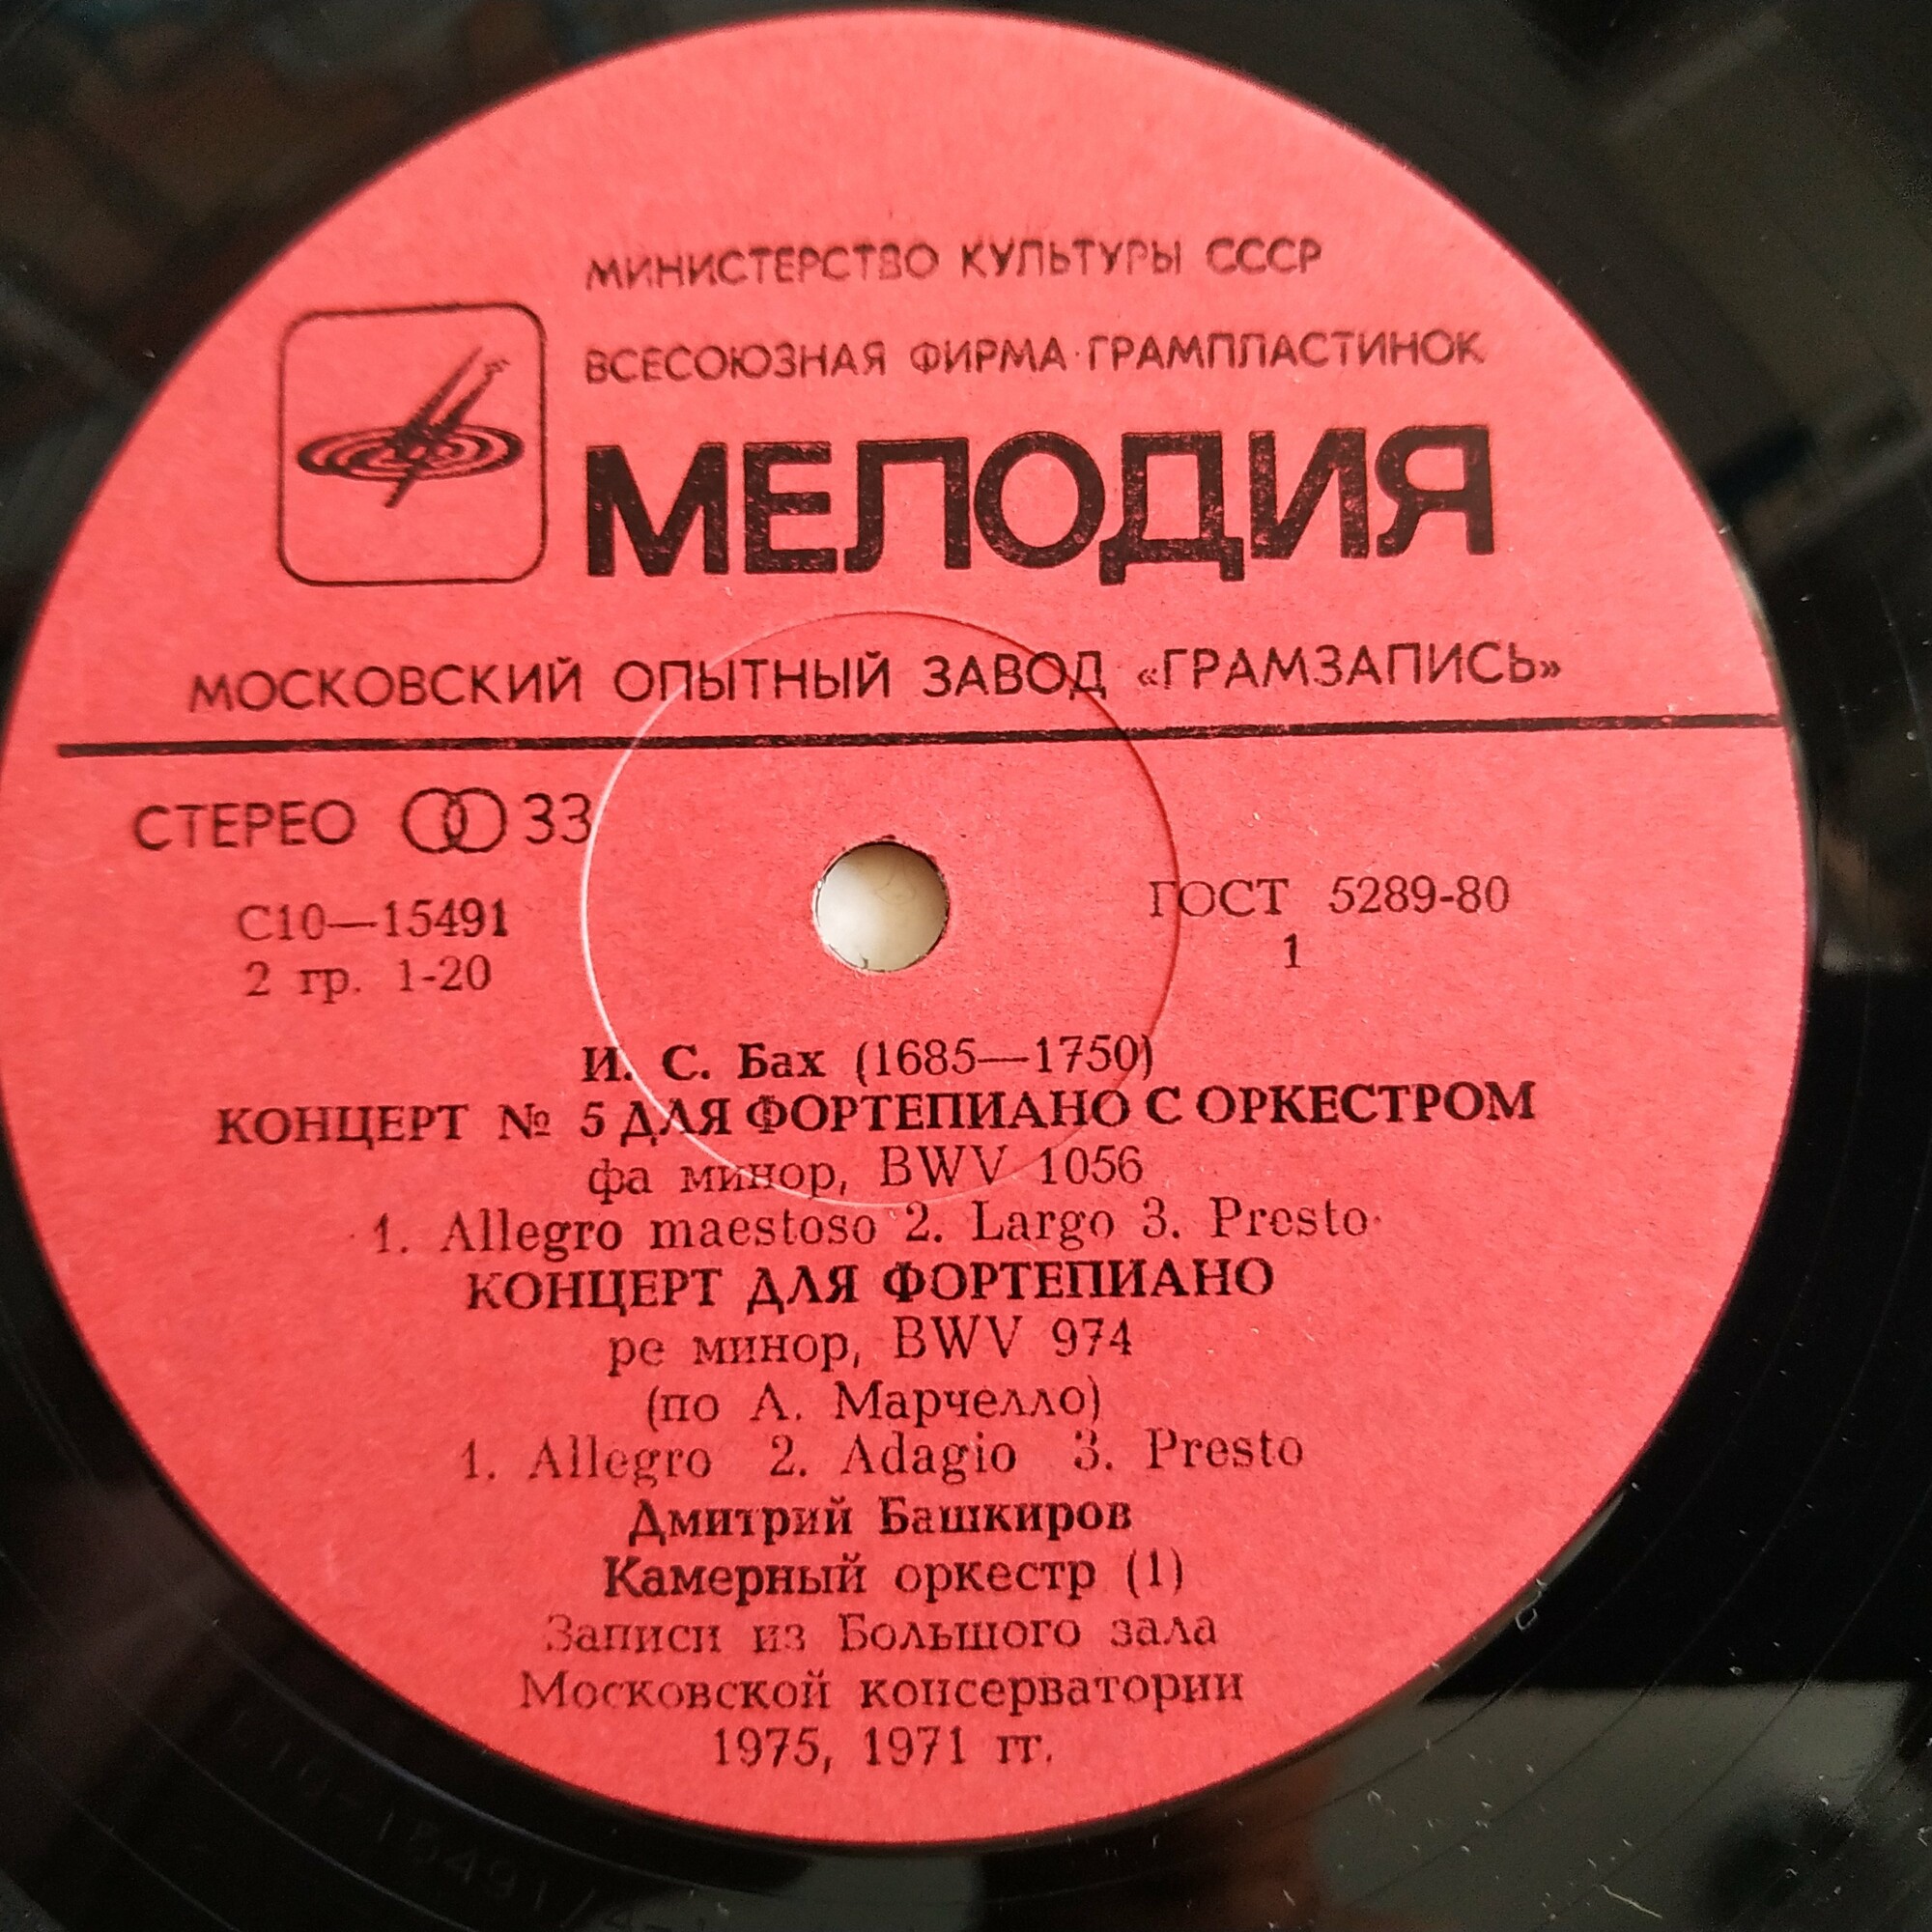 МИНИСТЕРСТВО КУЛЬТУРЫ СССР
ВСЕСОЮЗНАЯ ФИРМА ГРАМПЛАСТИНОК
МЕЛОДИЯ
МОСКОВСКИЙ ОПЫТНЫЙ ЗАВОД «ГРАМЗАПИСЬ»
СТЕРЕО 33
С10—15491
2 гр. 1-20
ГОСТ 5289-80
1
И. С. Бах (1685—1750)
КОНЦЕРТ № 5 ДЛЯ ФОРТЕПИАНО С ОРКЕСТРОМ
фа минор, BWV 1056
1. Allegro maestoso 2. Largo 3. Presto
КОНЦЕРТ ДЛЯ ФОРТЕПИАНО
ре минор, BWV 974
(по А. Марчелло)
1. Allegro 2. Adagio 3. Presto
Дмитрий Башкиров
Камерный оркестр (1)
Записи из Большого зала
Московской консерватории
1975, 1971 гг.